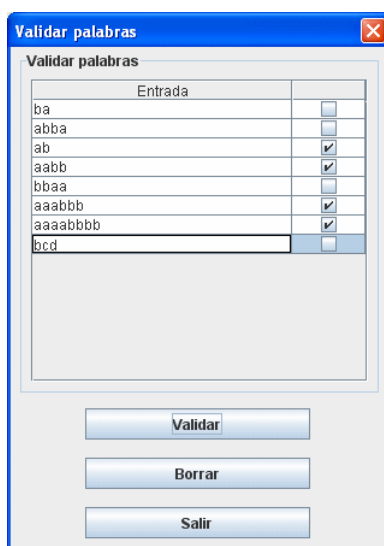 Validar palabras
Validar palabras
Entrada
ba
abba
ab
aabb
bbaa
aaabbb
aaaabbbb
bcd
Validar
Borrar
Salir